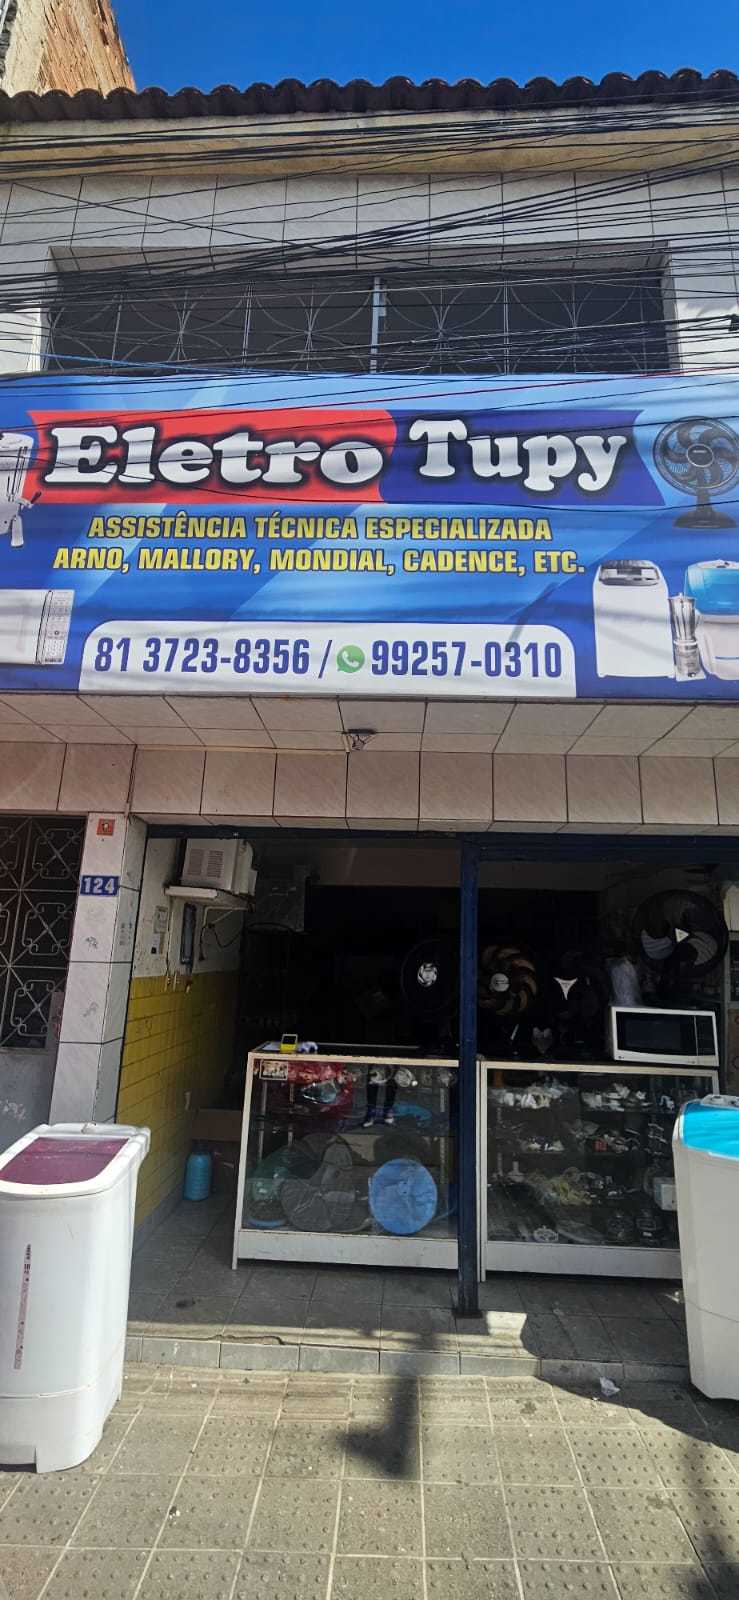 Eletro Tupy
ASSISTÊNCIA TÉCNICA ESPECIALIZADA
ARNO, MALLORY, MONDIAL, CADENCE, ETC.
81 3723-8356 / 99257-0310
124